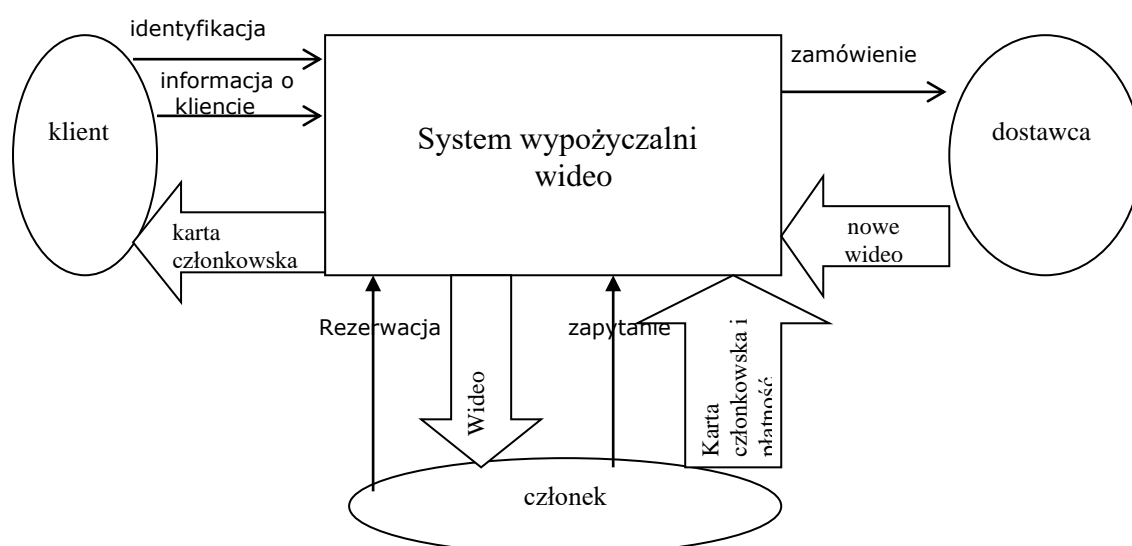 identyfikacja
informacja o
kliencie
klient
karta
członkowska
System wypożyczalni
wideo
zamówienie
dostawca
nowe
wideo
Rezerwacja
Wideo
zapytanie
Karta
członkowska i
płatność
członek